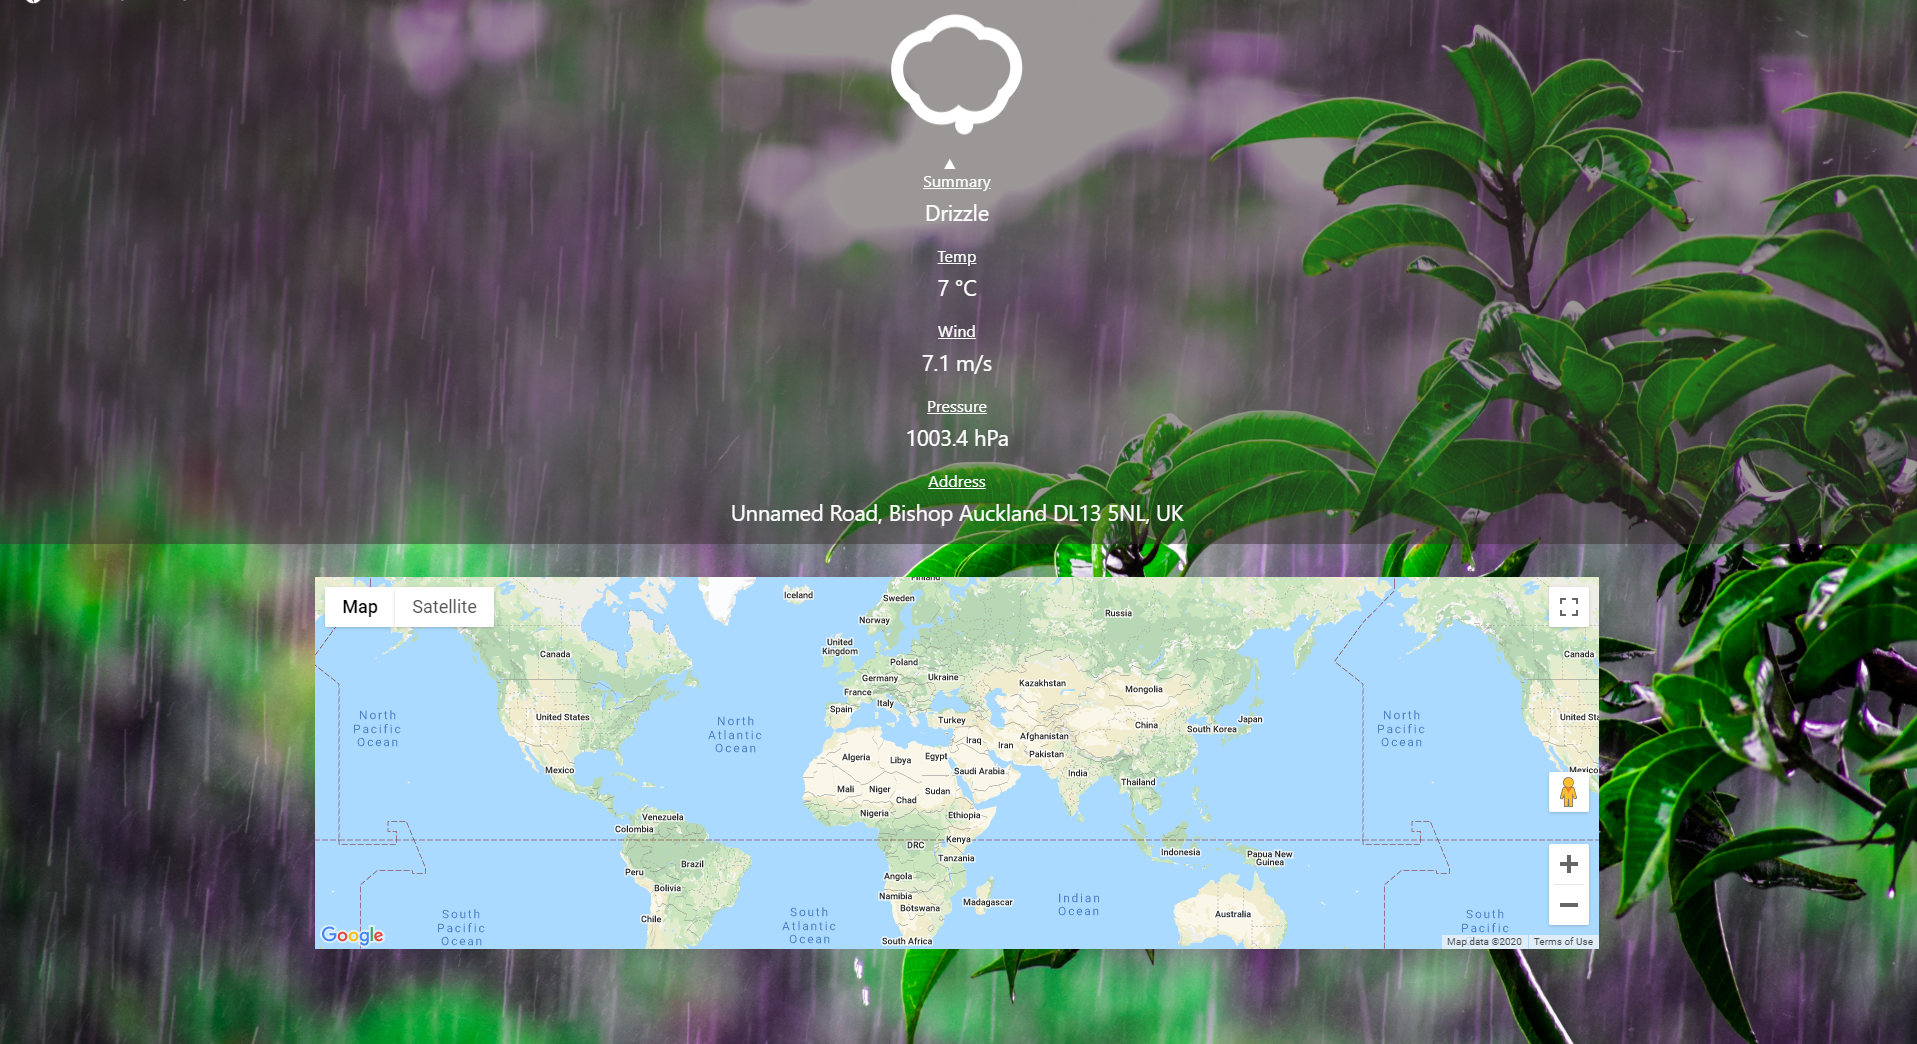 Summary
Drizzle
Temp
7 °C
Wind
7.1 m/s
Pressure
1003.4 hPa
Address
Unnamed Road, Bishop Auckland DL13 5NL, UK
Map Satellite
Finland
Iceland
Sweden
Russia
Norway
United
Kingdom
Canada
Canada
Poland
Germany
Ukraine
Kazakhstan
Mongolia
France
Italy
Spain
Turkey
China
Japan
South Korea
United States
United Sta
North
Pacific
Ocean
North
Atlantic
Ocean
North
Pacific
Ocean
Iraq
Iran
Afghanistan
Pakistan
Algeria
Libya
Egypt
Saudi Arabia
India
Mexico
Mexico
Thailand
Mali
Niger
Chad
Sudan
Nigeria
Ethiopia
Venezuela
Colombia
DRC
Kenya
Tanzania
Indonesia
Papua New
Guinea
Brazil
Peru
Bolivia
Angola
Namibia
Botswana
Madagascar
Indian
Ocean
Australia
Chile
South
Pacific
Ocean
South
Atlantic
Ocean
South
Pacific
South Africa
Google
Map data ©2020 Terms of Use